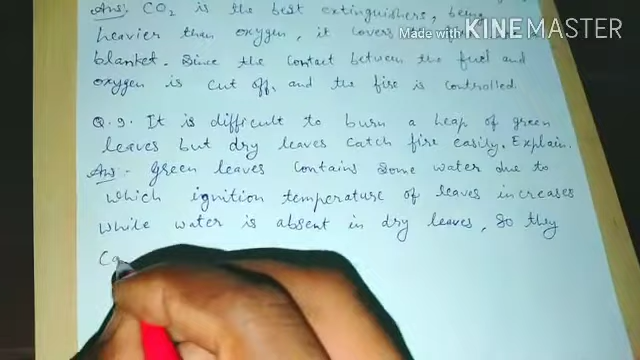 Ans: CO2 is the best extinguishers, being
heavier than oxygen, it covers
Made with KINEMASTER
blanket. Since the contact between the fuel and
oxygen is cut off, and the fire is controlled.
Q.9. It is difficult to burn a heap of green
leaves but dry leaves catch fire easily. Explain.
Ans: Green leaves contains some water due to
which ignition temperature of leaves increases
while water is absent in dry leaves, so they
Ca